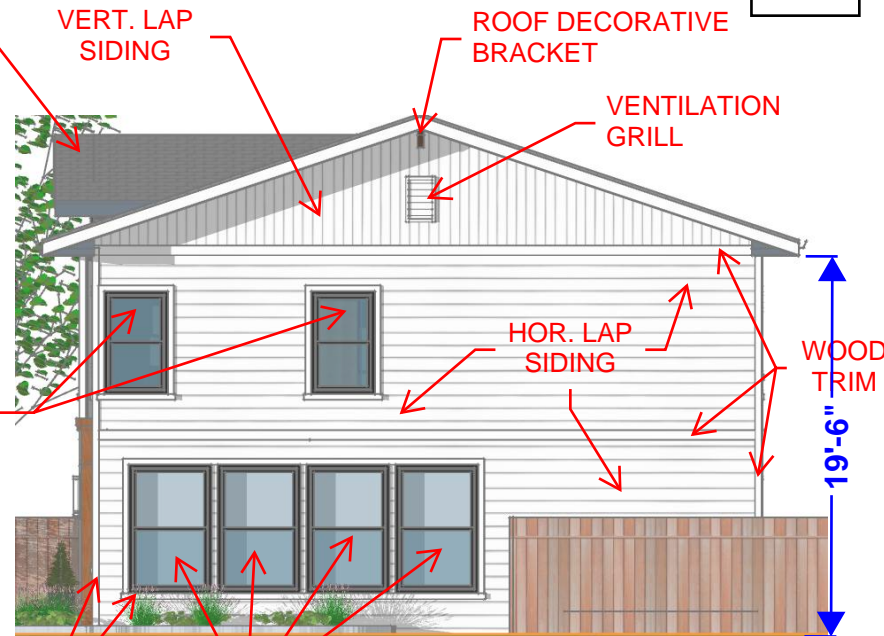 VERT. LAP
SIDING
ROOF DECORATIVE
BRACKET
VENTILATION
GRILL
HOR. LAP
SIDING
WOOD
TRIM
19'-6"